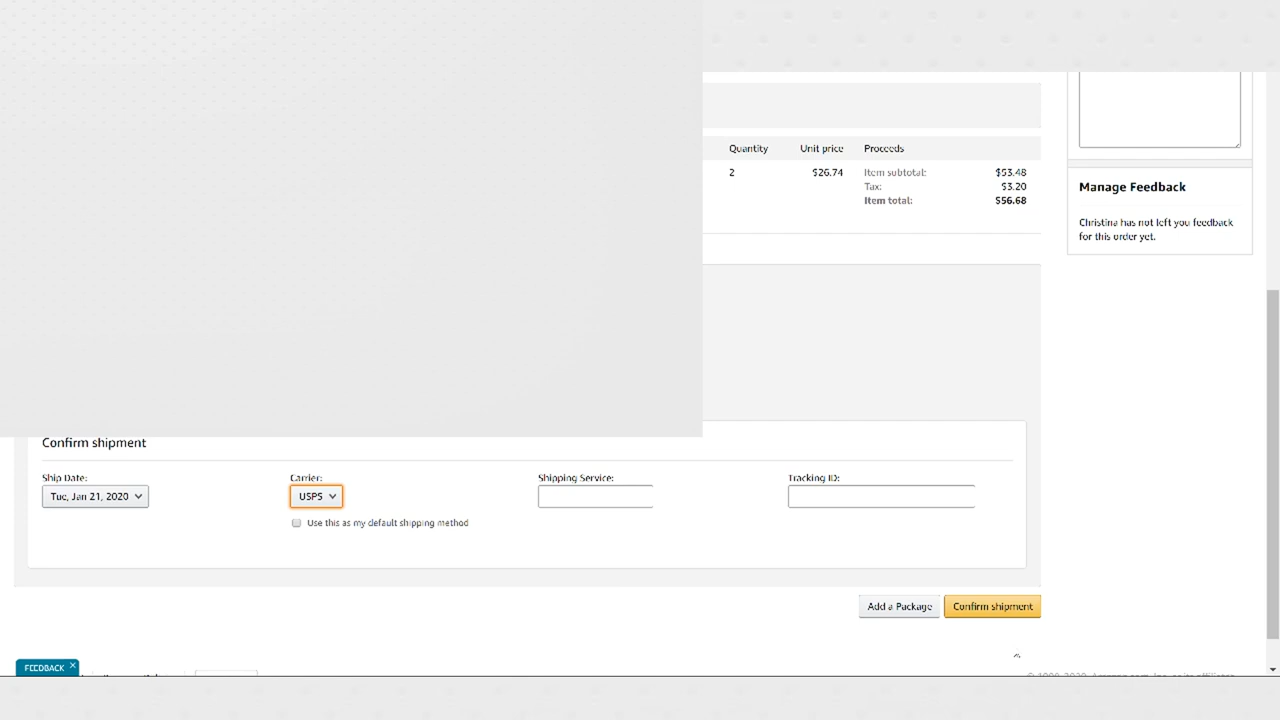 Quantity Unit price Proceeds
2 $26.74 Item subtotal: $53.48
Tax: $3.20
Item total: $56.68
Manage Feedback
Christina has not left you feedback
for this order yet.
Confirm shipment
Ship Date: Carrier: Shipping Service: Tracking ID:
Tue, Jan 21, 2020 USPS
Use this as my default shipping method
Add a Package Confirm shipment
FEEDBACK X